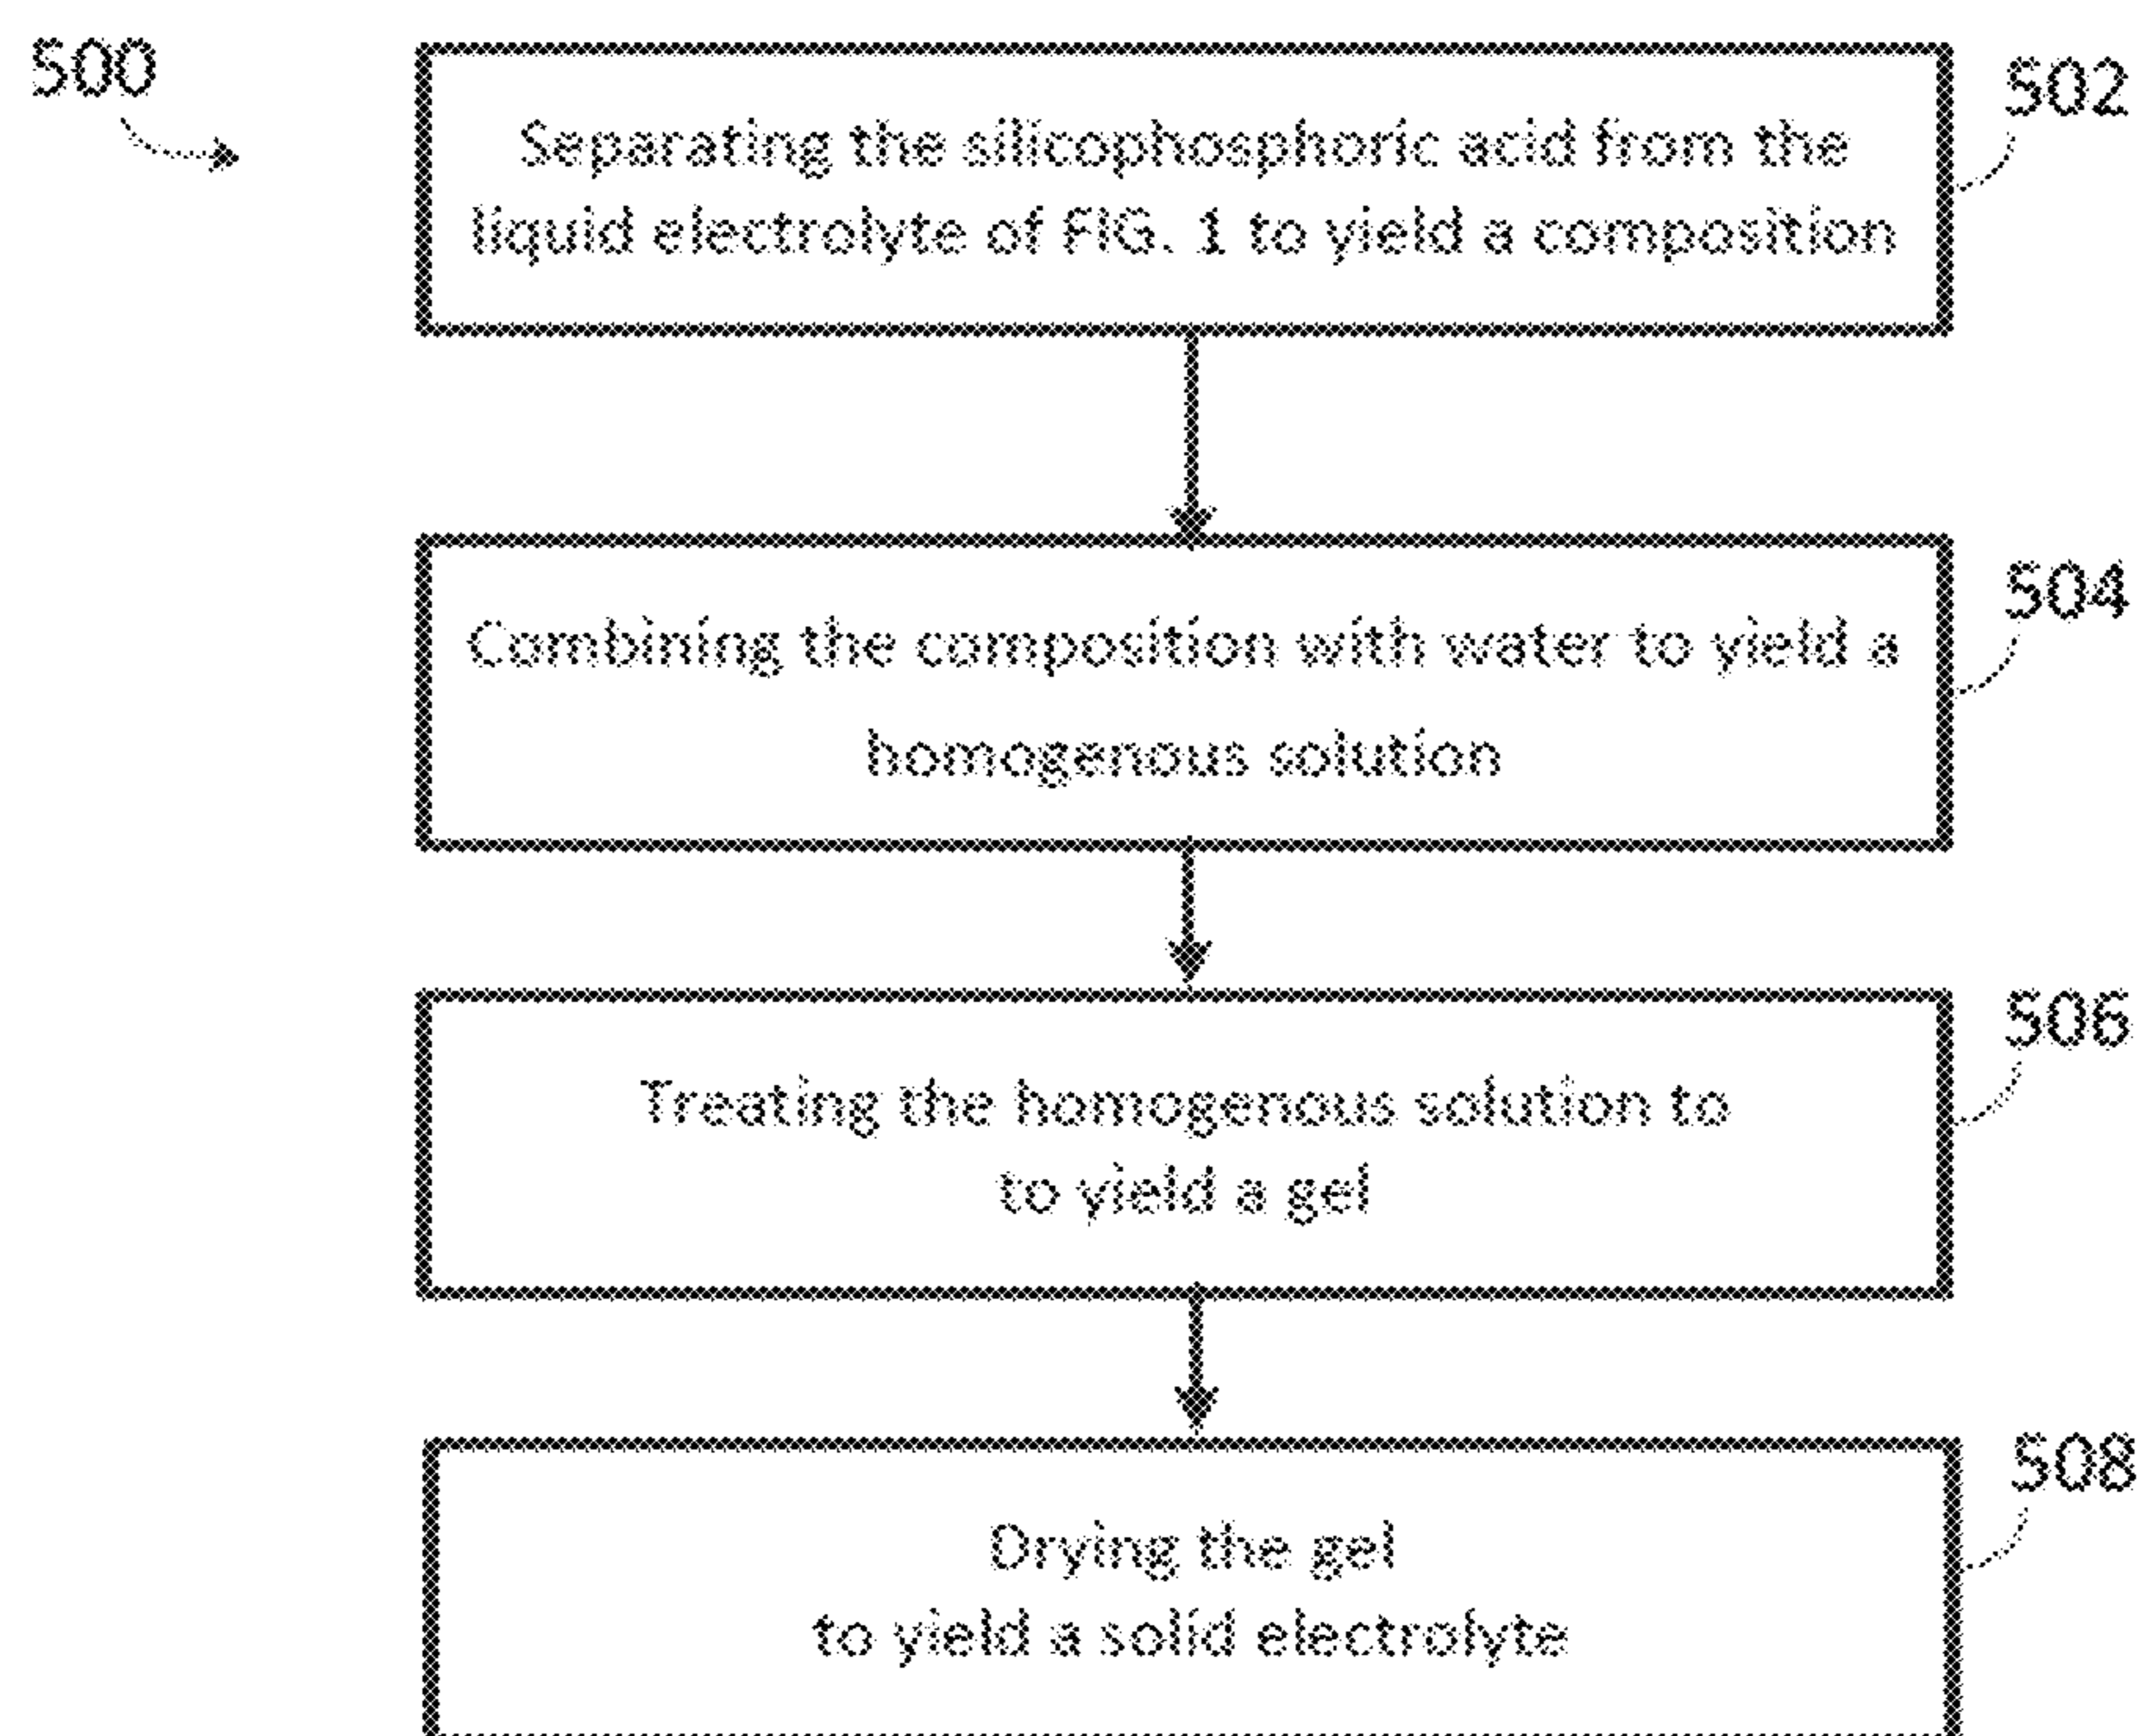 500
502
Separating the silicophosphoric acid from the
liquid electrolyte of FIG. 1 to yield a composition
504
Combining the composition with water to yield a
homogenous solution
506
Treating the homogenous solution to
to yield a gel
508
Drying the gel
to yield a solid electrolyte